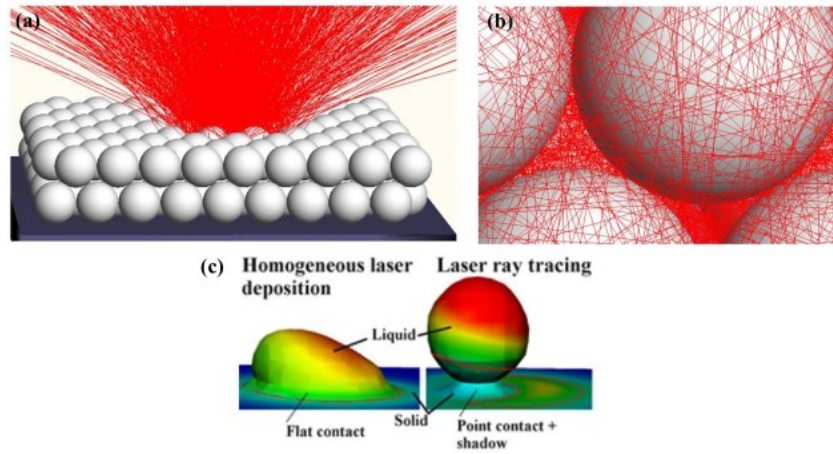 (a)
(b)
(c) Homogeneous laser deposition
Laser ray tracing
Liquid
Solid
Flat contact
Point contact +
shadow